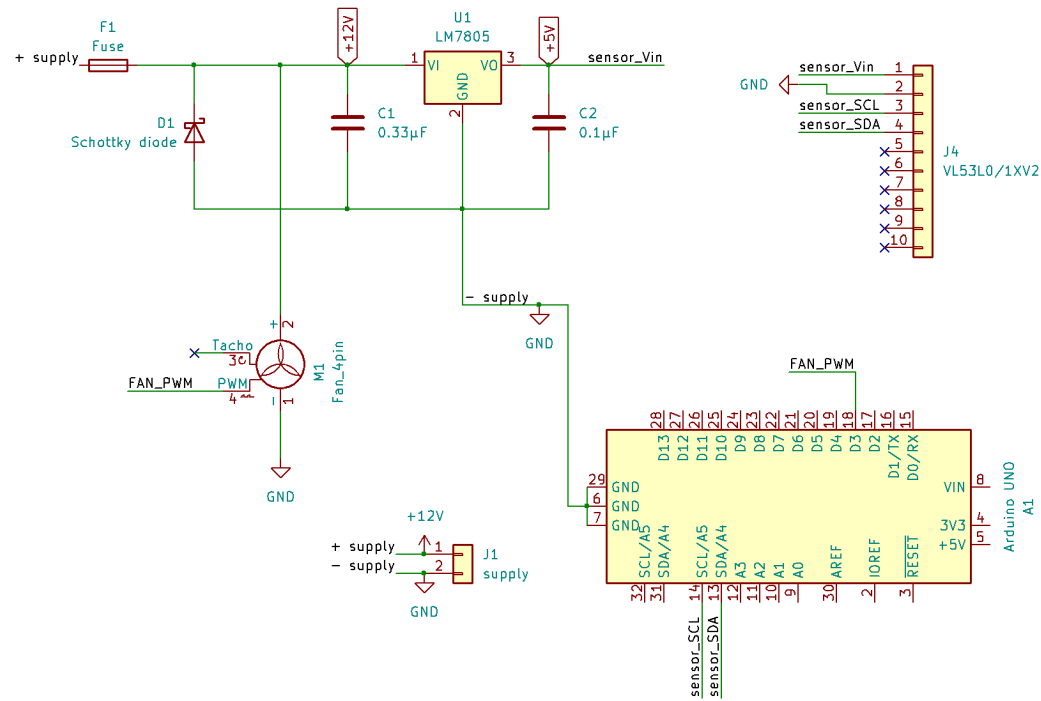 F1
Fuse
+ supply
+12V
U1
LM7805
1
VI
VO
3
GND
2
+5V
sensor_Vin
D1
Schottky diode
C1
0.33µF
C2
0.1µF
sensor_Vin
1
GND
2
sensor_SCL
3
sensor_SDA
4
5
6
7
8
9
10
J4
VL53L0/1XV2
- supply
GND
+
2
Tacho
3
FAN_PWM
PWM
4
-
1
M1
Fan_4pin
GND
FAN_PWM
28
27
26
25
24
23
22
21
20
19
18
17
16
15
D13
D12
D11
D10
D9
D8
D7
D6
D5
D4
D3
D2
D1/TX
D0/RX
29
GND
6
GND
7
GND
VIN
8
3V3
4
+5V
5
Arduino UNO
A1
SCL/A5
SDA/A4
SCL/A5
SDA/A4
A3
A2
A1
A0
AREF
IOREF
RESET
32
31
14
13
12
11
10
9
30
2
3
sensor_SCL
sensor_SDA
+12V
+ supply
1
- supply
2
J1
supply
GND